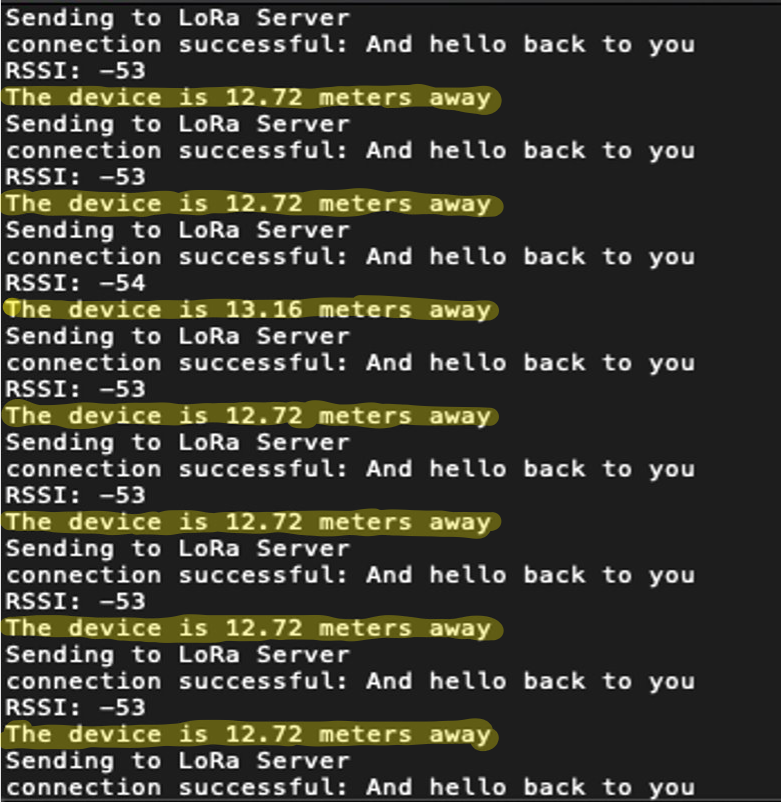 Sending to LoRa Server
connection successful: And hello back to you
RSSI: −53
The device is 12.72 meters away
Sending to LoRa Server
connection successful: And hello back to you
RSSI: −53
The device is 12.72 meters away
Sending to LoRa Server
connection successful: And hello back to you
RSSI: −54
The device is 13.16 meters away
Sending to LoRa Server
connection successful: And hello back to you
RSSI: −53
The device is 12.72 meters away
Sending to LoRa Server
connection successful: And hello back to you
RSSI: −53
The device is 12.72 meters away
Sending to LoRa Server
connection successful: And hello back to you
RSSI: −53
The device is 12.72 meters away
Sending to LoRa Server
connection successful: And hello back to you
RSSI: −53
The device is 12.72 meters away
Sending to LoRa Server
connection successful: And hello back to you